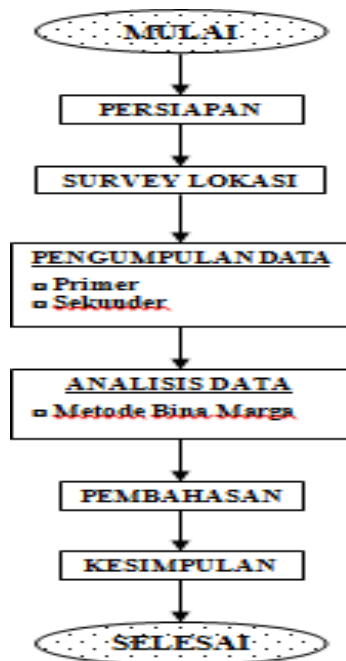 MULAI
PERSIAPAN
SURVEY LOKASI
PENGUMPULAN DATA
Primer
Sekunder
ANALISIS DATA
Metode Bina Marga
PEMBAHASAN
KESIMPULAN
SELESAI